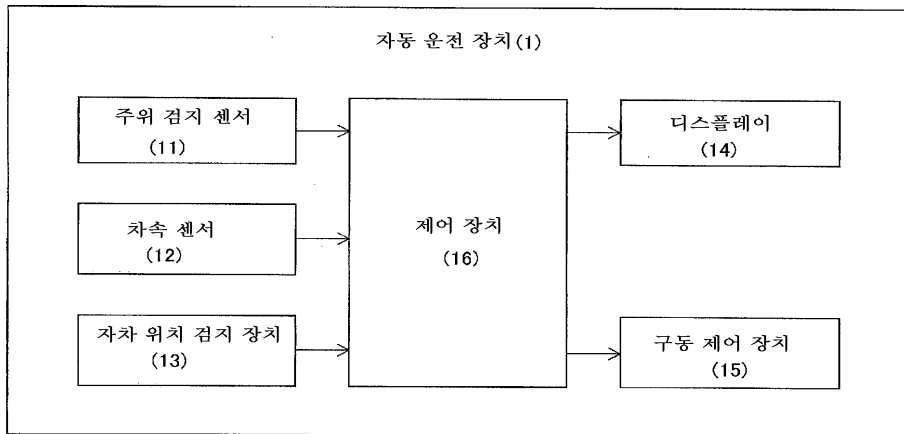 자동 운전 장치(1)
주위 검지 센서
(11)
차속 센서
(12)
자차 위치 검지 장치
(13)
제어 장치
(16)
디스플레이
(14)
구동 제어 장치
(15)